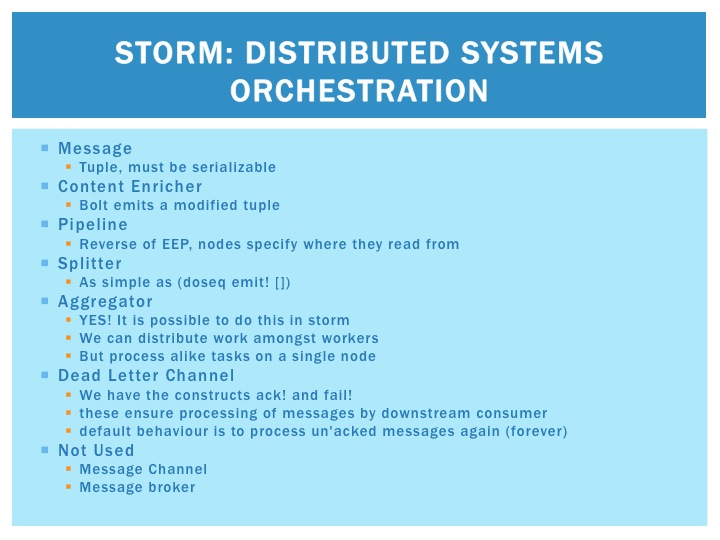 STORM: DISTRIBUTED SYSTEMS
ORCHESTRATION
Message
Tuple, must be serializable
Content Enricher
Bolt emits a modified tuple
Pipeline
Reverse of EEP, nodes specify where they read from
Splitter
As simple as (doseq emit! [])
Aggregator
YES! It is possible to do this in storm
We can distribute work amongst workers
But process alike tasks on a single node
Dead Letter Channel
We have the constructs ack! and fail!
these ensure processing of messages by downstream consumer
default behaviour is to process un'acked messages again (forever)
Not Used
Message Channel
Message broker